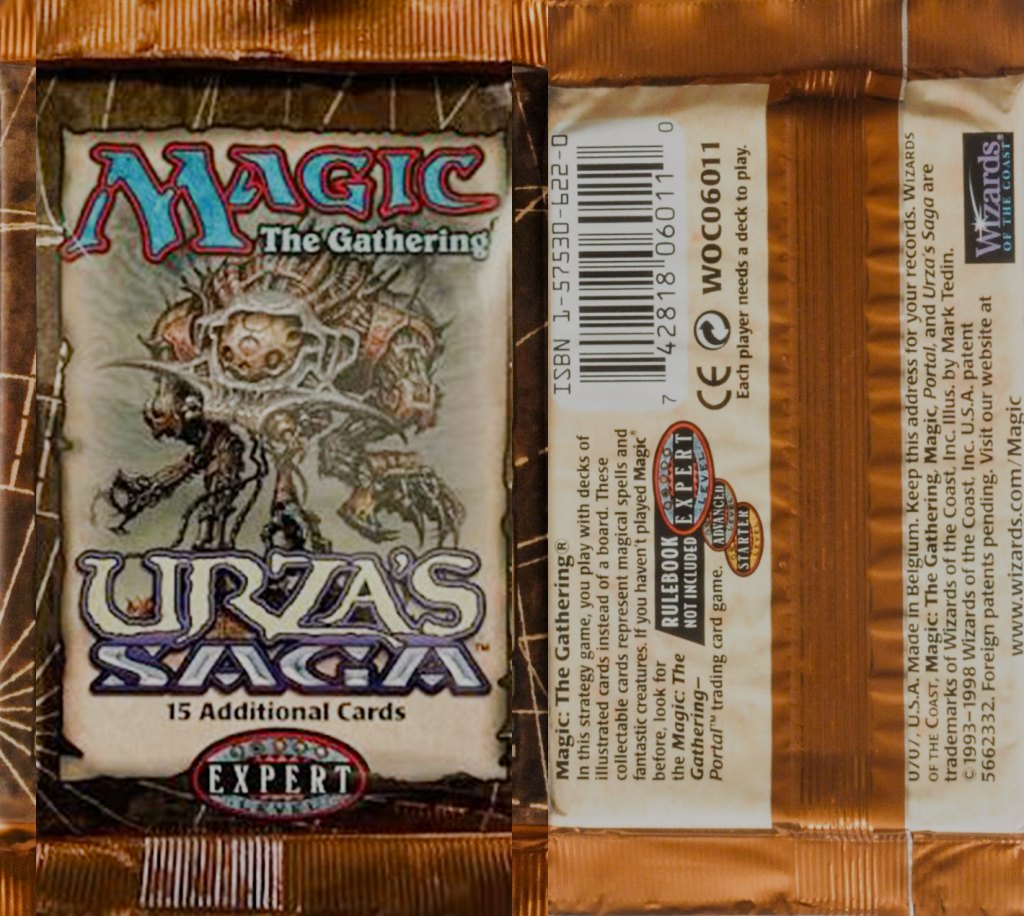 MAGIC
The Gathering
URZA'S
SAGA™
15 Additional Cards
EXPERT
LEVEL
ISBN 1-57530-622-0
7 42818 06011 0
CE WOC06011
Each player needs a deck to play.
Magic: The Gathering®
In this strategy game, you play with decks of
illustrated cards instead of a board. These
collectable cards represent magical spells and
fantastic creatures. If you haven't played Magic®
before, look for
the Magic: The
Gathering–
Portal™ trading card game.
RULEBOOK
NOT INCLUDED
EXPERT
LEVEL
ADVANCED
STARTER
LEVEL
U/07/, U.S.A. Made in Belgium. Keep this address for your records. WIZARDS
OF THE COAST, Magic: The Gathering, Magic, Portal, and Urza's Saga are
trademarks of Wizards of the Coast, Inc. Illus. by Mark Tedin.
© 1993–1998 Wizards of the Coast, Inc. U.S.A. patent
5662332. Foreign patents pending. Visit our website at
www.wizards.com/Magic
Wizards®
OF THE COAST